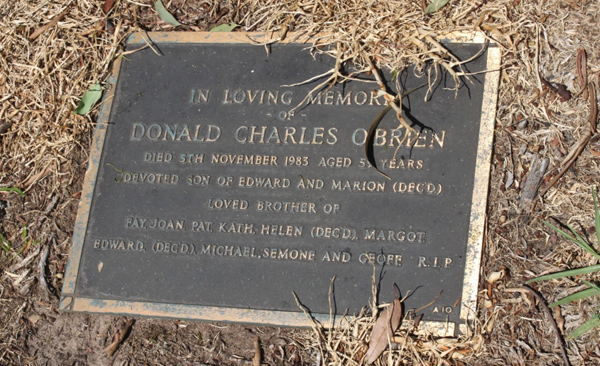 IN LOVING MEMORY
- OF -
DONALD CHARLES O'BRIEN
DIED 5TH NOVEMBER 1983 AGED YEARS
DEVOTED SON OF EDWARD AND MARION (DEC'D)
LOVED BROTHER OF
FAY, JOAN, PAT, KATH, HELEN (DEC'D), MARGOT,
EDWARD, (DEC'D), MICHAEL, SEMONE AND GEOFF. R.I.P.
A10